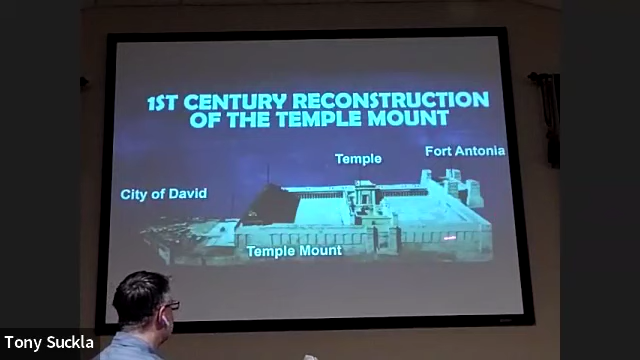 1ST CENTURY RECONSTRUCTION
OF THE TEMPLE MOUNT
Fort Antonia
Temple
City of David
Temple Mount
Tony Suckla